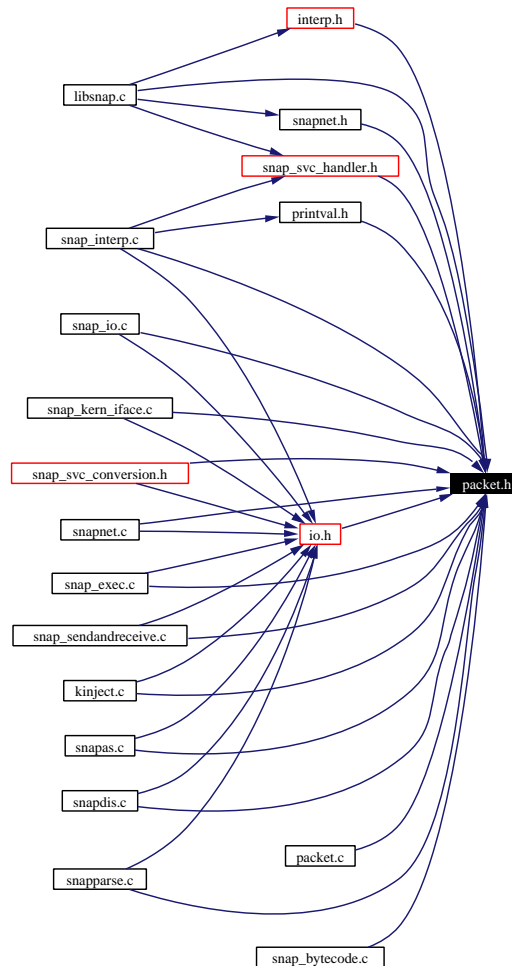 interp.h
libsnap.c
snapnet.h
snap_svc_handler.h
printval.h
snap_interp.c
snap_io.c
snap_kern_iface.c
snap_svc_conversion.h
packet.h
snapnet.c
io.h
snap_exec.c
snap_sendandreceive.c
kinject.c
snapas.c
snapdis.c
packet.c
snapparse.c
snap_bytecode.c